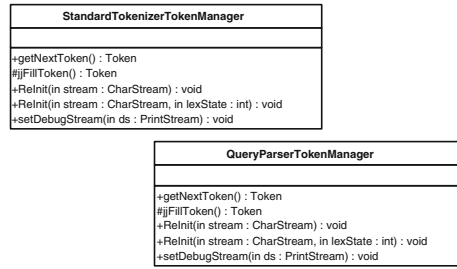 StandardTokenizerTokenManager
+getNextToken() : Token
#jjFillToken() : Token
+ReInit(in stream : CharStream) : void
+ReInit(in stream : CharStream, in lexState : int) : void
+setDebugStream(in ds : PrintStream) : void
QueryParserTokenManager
+getNextToken() : Token
#jjFillToken() : Token
+ReInit(in stream : CharStream) : void
+ReInit(in stream : CharStream, in lexState : int) : void
+setDebugStream(in ds : PrintStream) : void